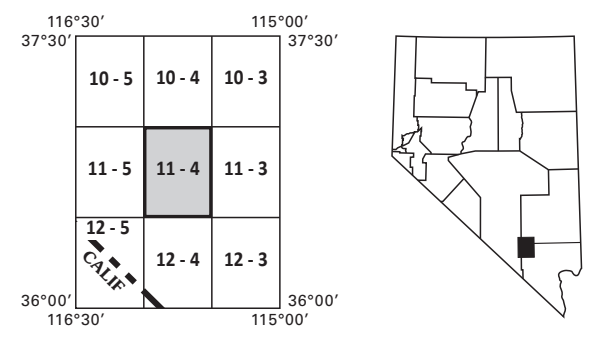 116°30′ 115°00′
37°30′ 37°30′
10 - 5 10 - 4 10 - 3
11 - 5 11 - 4 11 - 3
12 - 5
CALIF
12 - 4 12 - 3
36°00′ 36°00′
116°30′ 115°00′